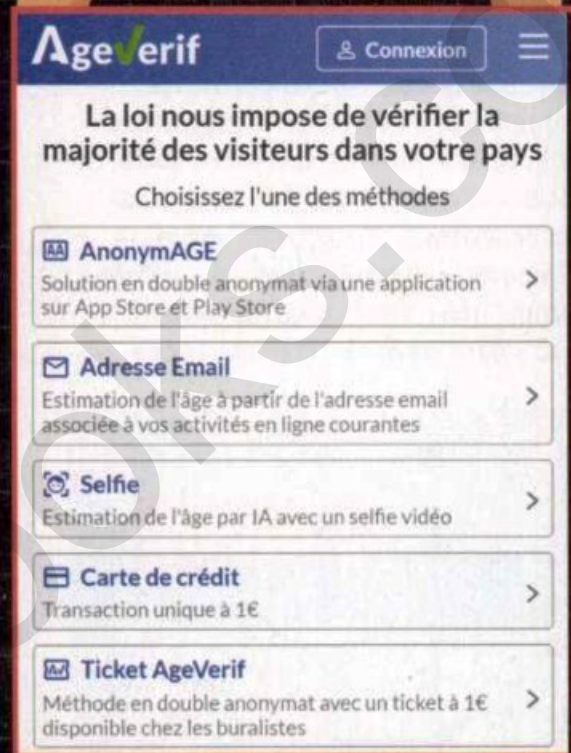 AgeVerif
Connexion
La loi nous impose de vérifier la
majorité des visiteurs dans votre pays
Choisissez l'une des méthodes
AA AnonymAGE
Solution en double anonymat via une application
sur App Store et Play Store
Adresse Email
Estimation de l'âge à partir de l'adresse email
associée à vos activités en ligne courantes
Selfie
Estimation de l'âge par IA avec un selfie vidéo
Carte de crédit
Transaction unique à 1€
Ticket AgeVerif
Méthode en double anonymat avec un ticket à 1€
disponible chez les buralistes